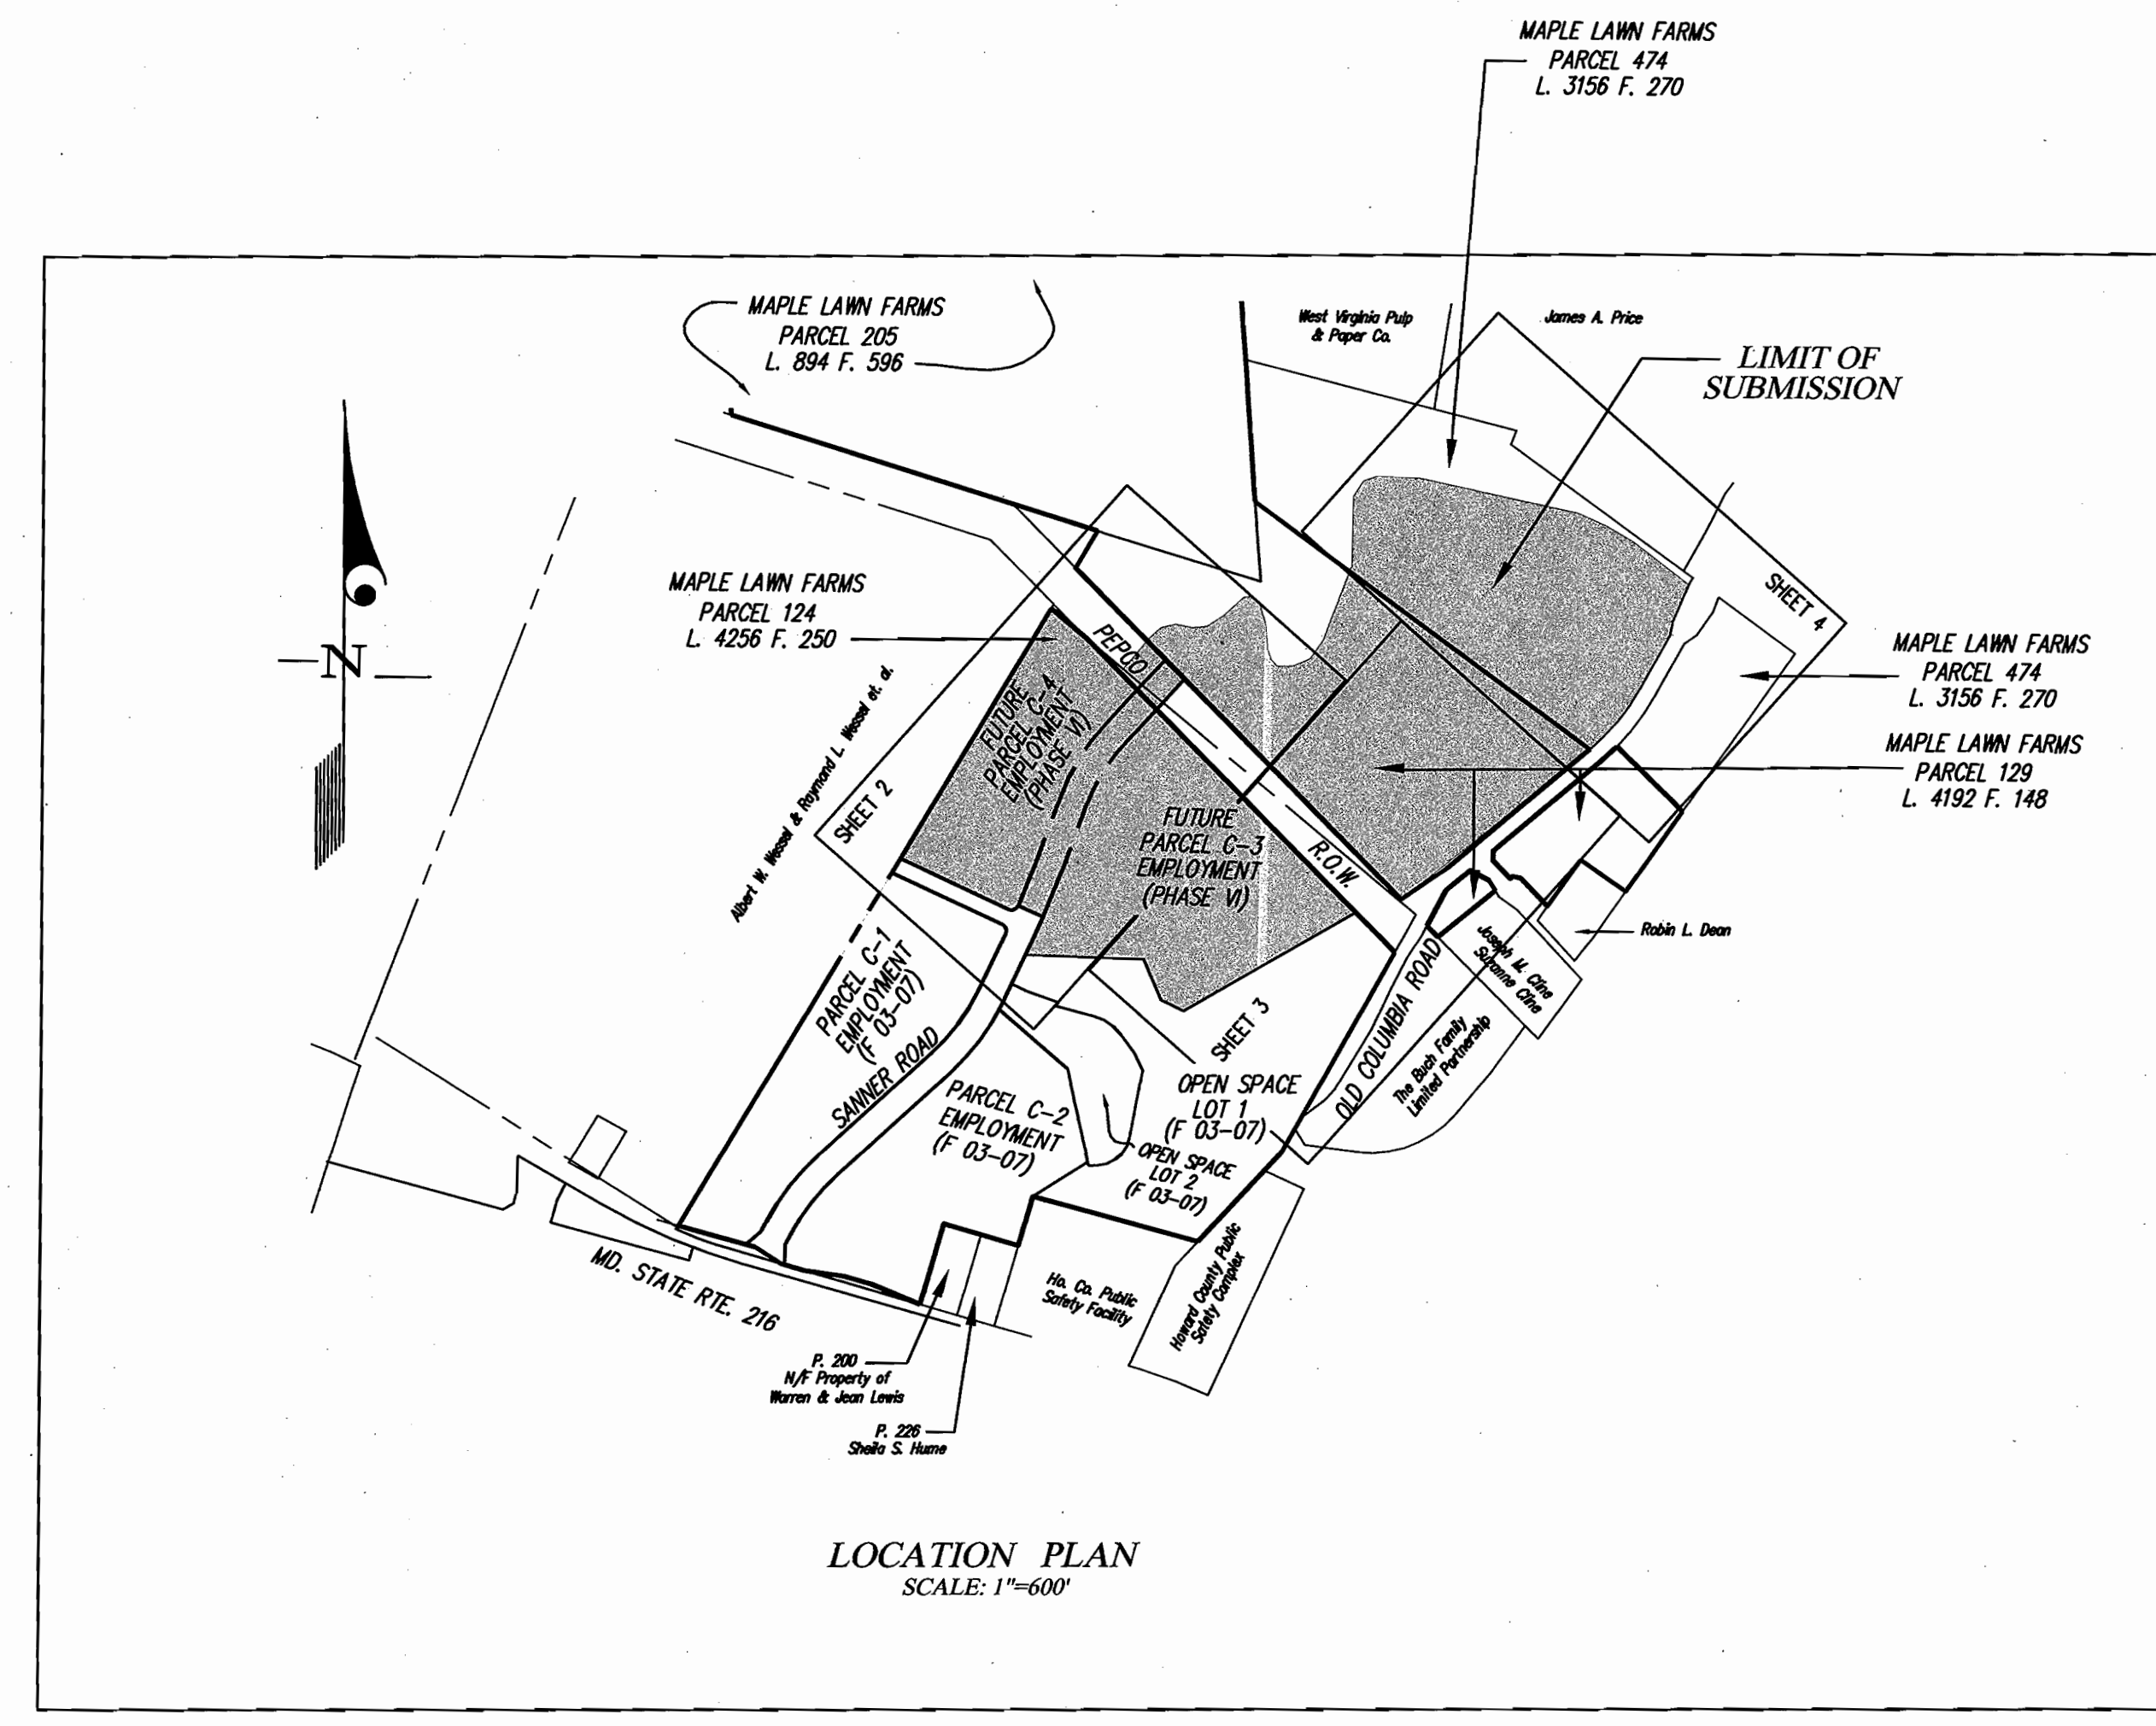 MAPLE LAWN FARMS
PARCEL 474
L. 3156 F. 270
MAPLE LAWN FARMS
PARCEL 205
L. 894 F. 596
West Virginia Pulp
& Paper Co.
James A. Price
LIMIT OF
SUBMISSION
N
MAPLE LAWN FARMS
PARCEL 124
L. 4256 F. 250
PEPCO
R.O.W.
SHEET 4
MAPLE LAWN FARMS
PARCEL 474
L. 3156 F. 270
MAPLE LAWN FARMS
PARCEL 129
L. 4192 F. 148
Albert W. Wessel & Raymond L. Wessel et. al.
SHEET 2
FUTURE
PARCEL C-4
EMPLOYMENT
(PHASE VI)
FUTURE
PARCEL C-3
EMPLOYMENT
(PHASE VI)
Robin L. Dean
Joseph M. Cline
Suzanne Cline
PARCEL C-1
EMPLOYMENT
(F 03-07)
SANNER ROAD
SHEET 3
OLD COLUMBIA ROAD
The Buch Family
Limited Partnership
PARCEL C-2
EMPLOYMENT
(F 03-07)
OPEN SPACE
LOT 1
(F 03-07)
OPEN SPACE
LOT 2
(F 03-07)
MD. STATE RTE. 216
Ho. Co. Public
Safety Facility
Howard County Public
Safety Complex
P. 200
N/F Property of
Warren & Jean Lewis
P. 226
Sheila S. Hume
LOCATION PLAN
SCALE: 1"=600'